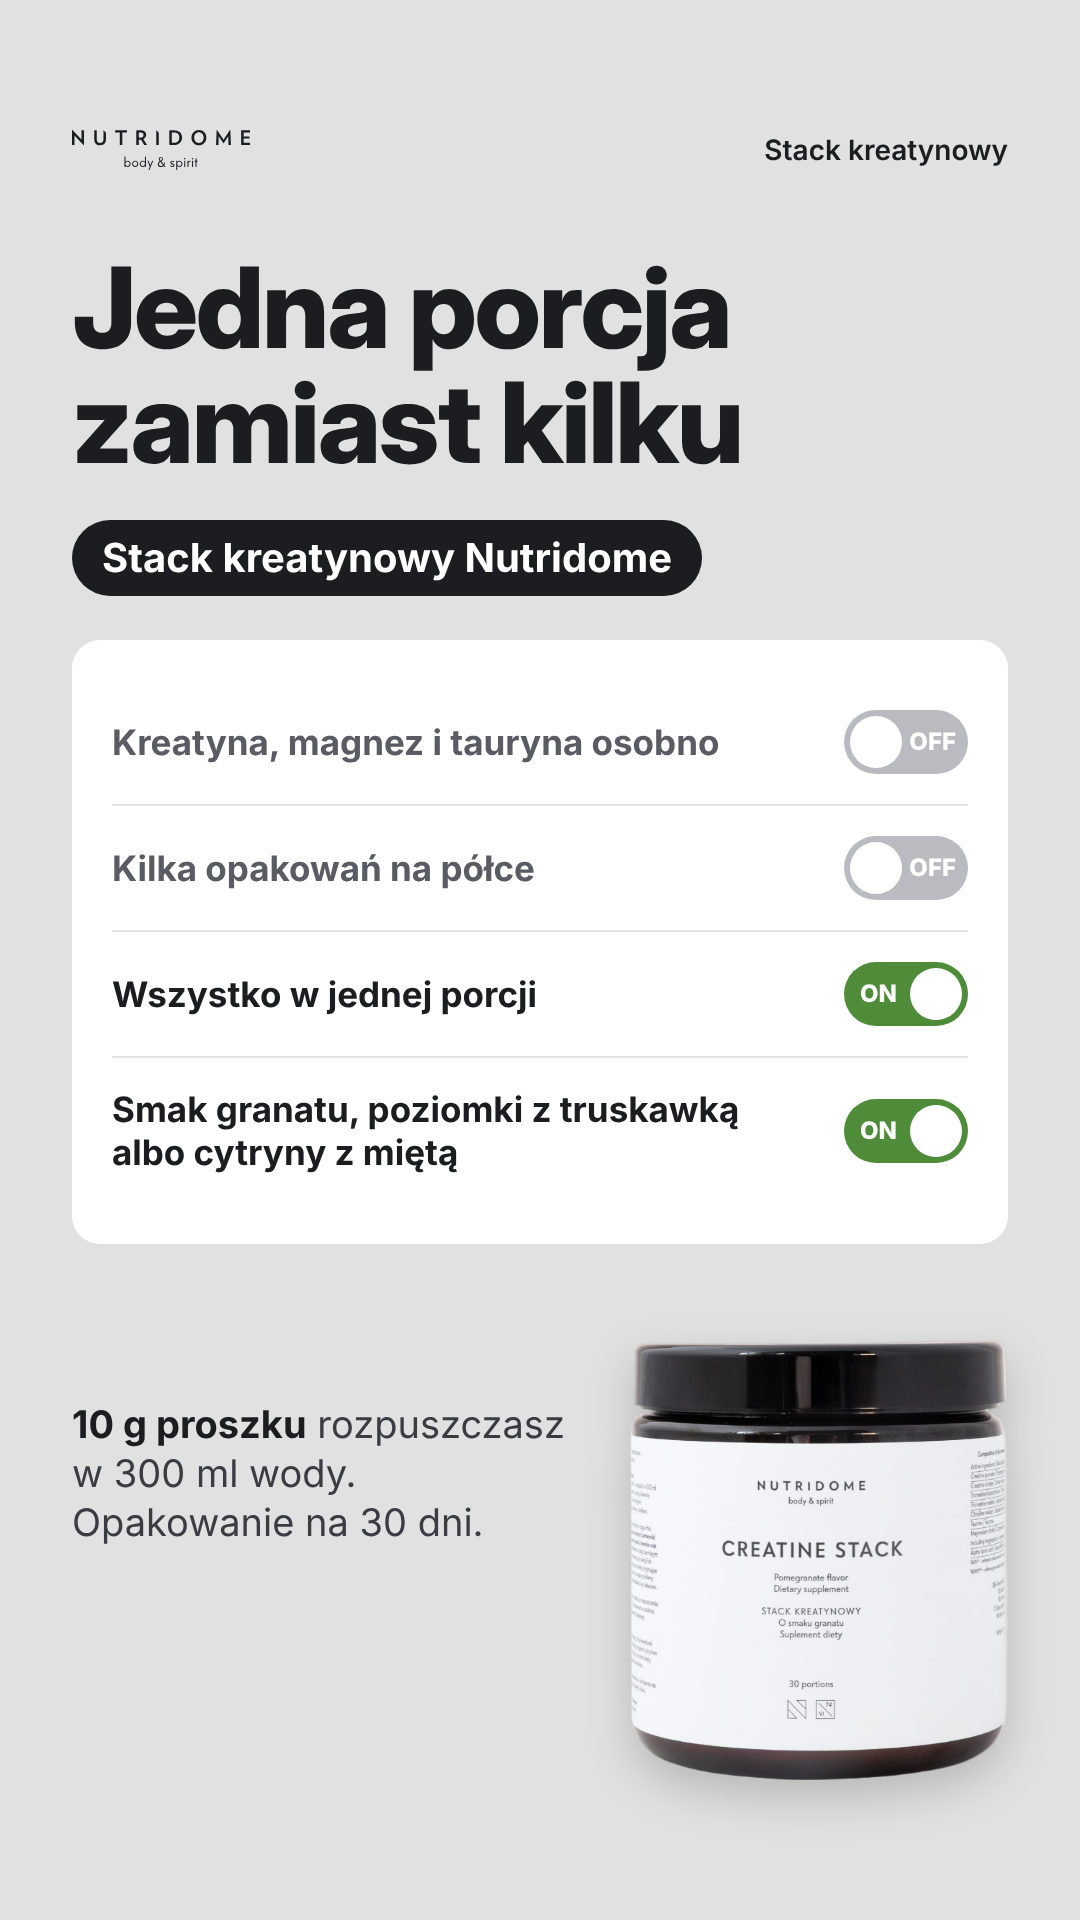 NUTRIDOME
body & spirit
Stack kreatynowy
Jedna porcja
zamiast kilku
Stack kreatynowy Nutridome
Kreatyna, magnez i tauryna osobno
OFF
Kilka opakowań na półce
OFF
Wszystko w jednej porcji
ON
Smak granatu, poziomki z truskawką
albo cytryny z miętą
ON
10 g proszku rozpuszczasz
w 300 ml wody.
Opakowanie na 30 dni.
NUTRIDOME
body & spirit
CREATINE STACK
Pomegranate flavor
Dietary supplement
STACK KREATYNOWY
O smaku granatu
Suplement diety
30 portions